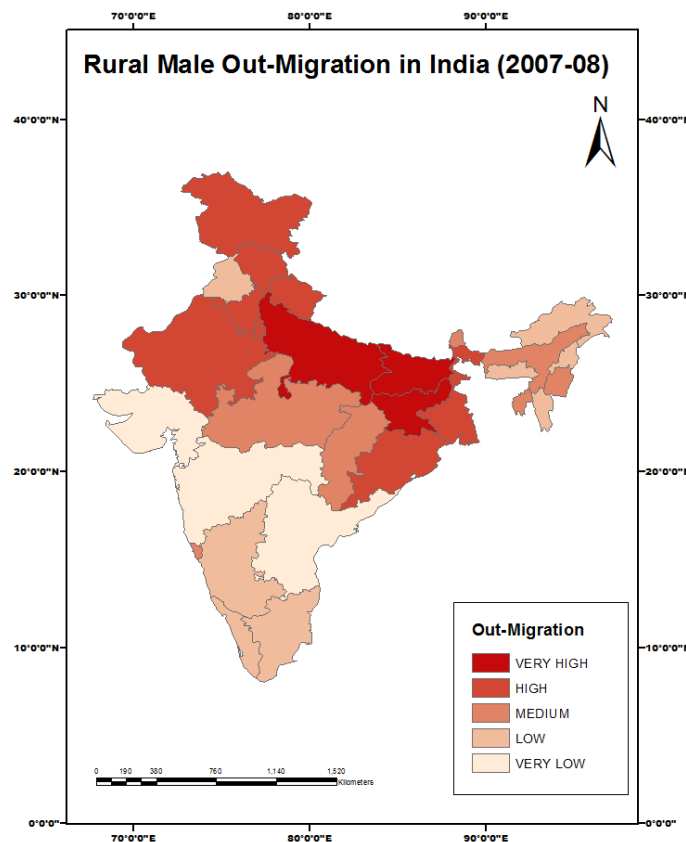 70°0'0"E 80°0'0"E 90°0'0"E
Rural Male Out-Migration in India (2007-08)
N
40°0'0"N 40°0'0"N
30°0'0"N 30°0'0"N
20°0'0"N 20°0'0"N
10°0'0"N 10°0'0"N
Out-Migration
VERY HIGH
HIGH
MEDIUM
LOW
VERY LOW
0 190 380 760 1,140 1,520
Kilometers
0°0'0" 0°0'0"
70°0'0"E 80°0'0"E 90°0'0"E